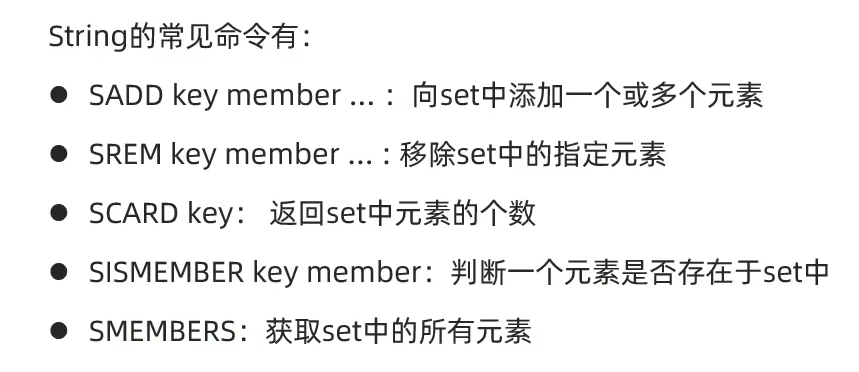 String的常见命令有：
● SADD key member ... ：向set中添加一个或多个元素
● SREM key member ... : 移除set中的指定元素
● SCARD key： 返回set中元素的个数
● SISMEMBER key member：判断一个元素是否存在于set中
● SMEMBERS：获取set中的所有元素